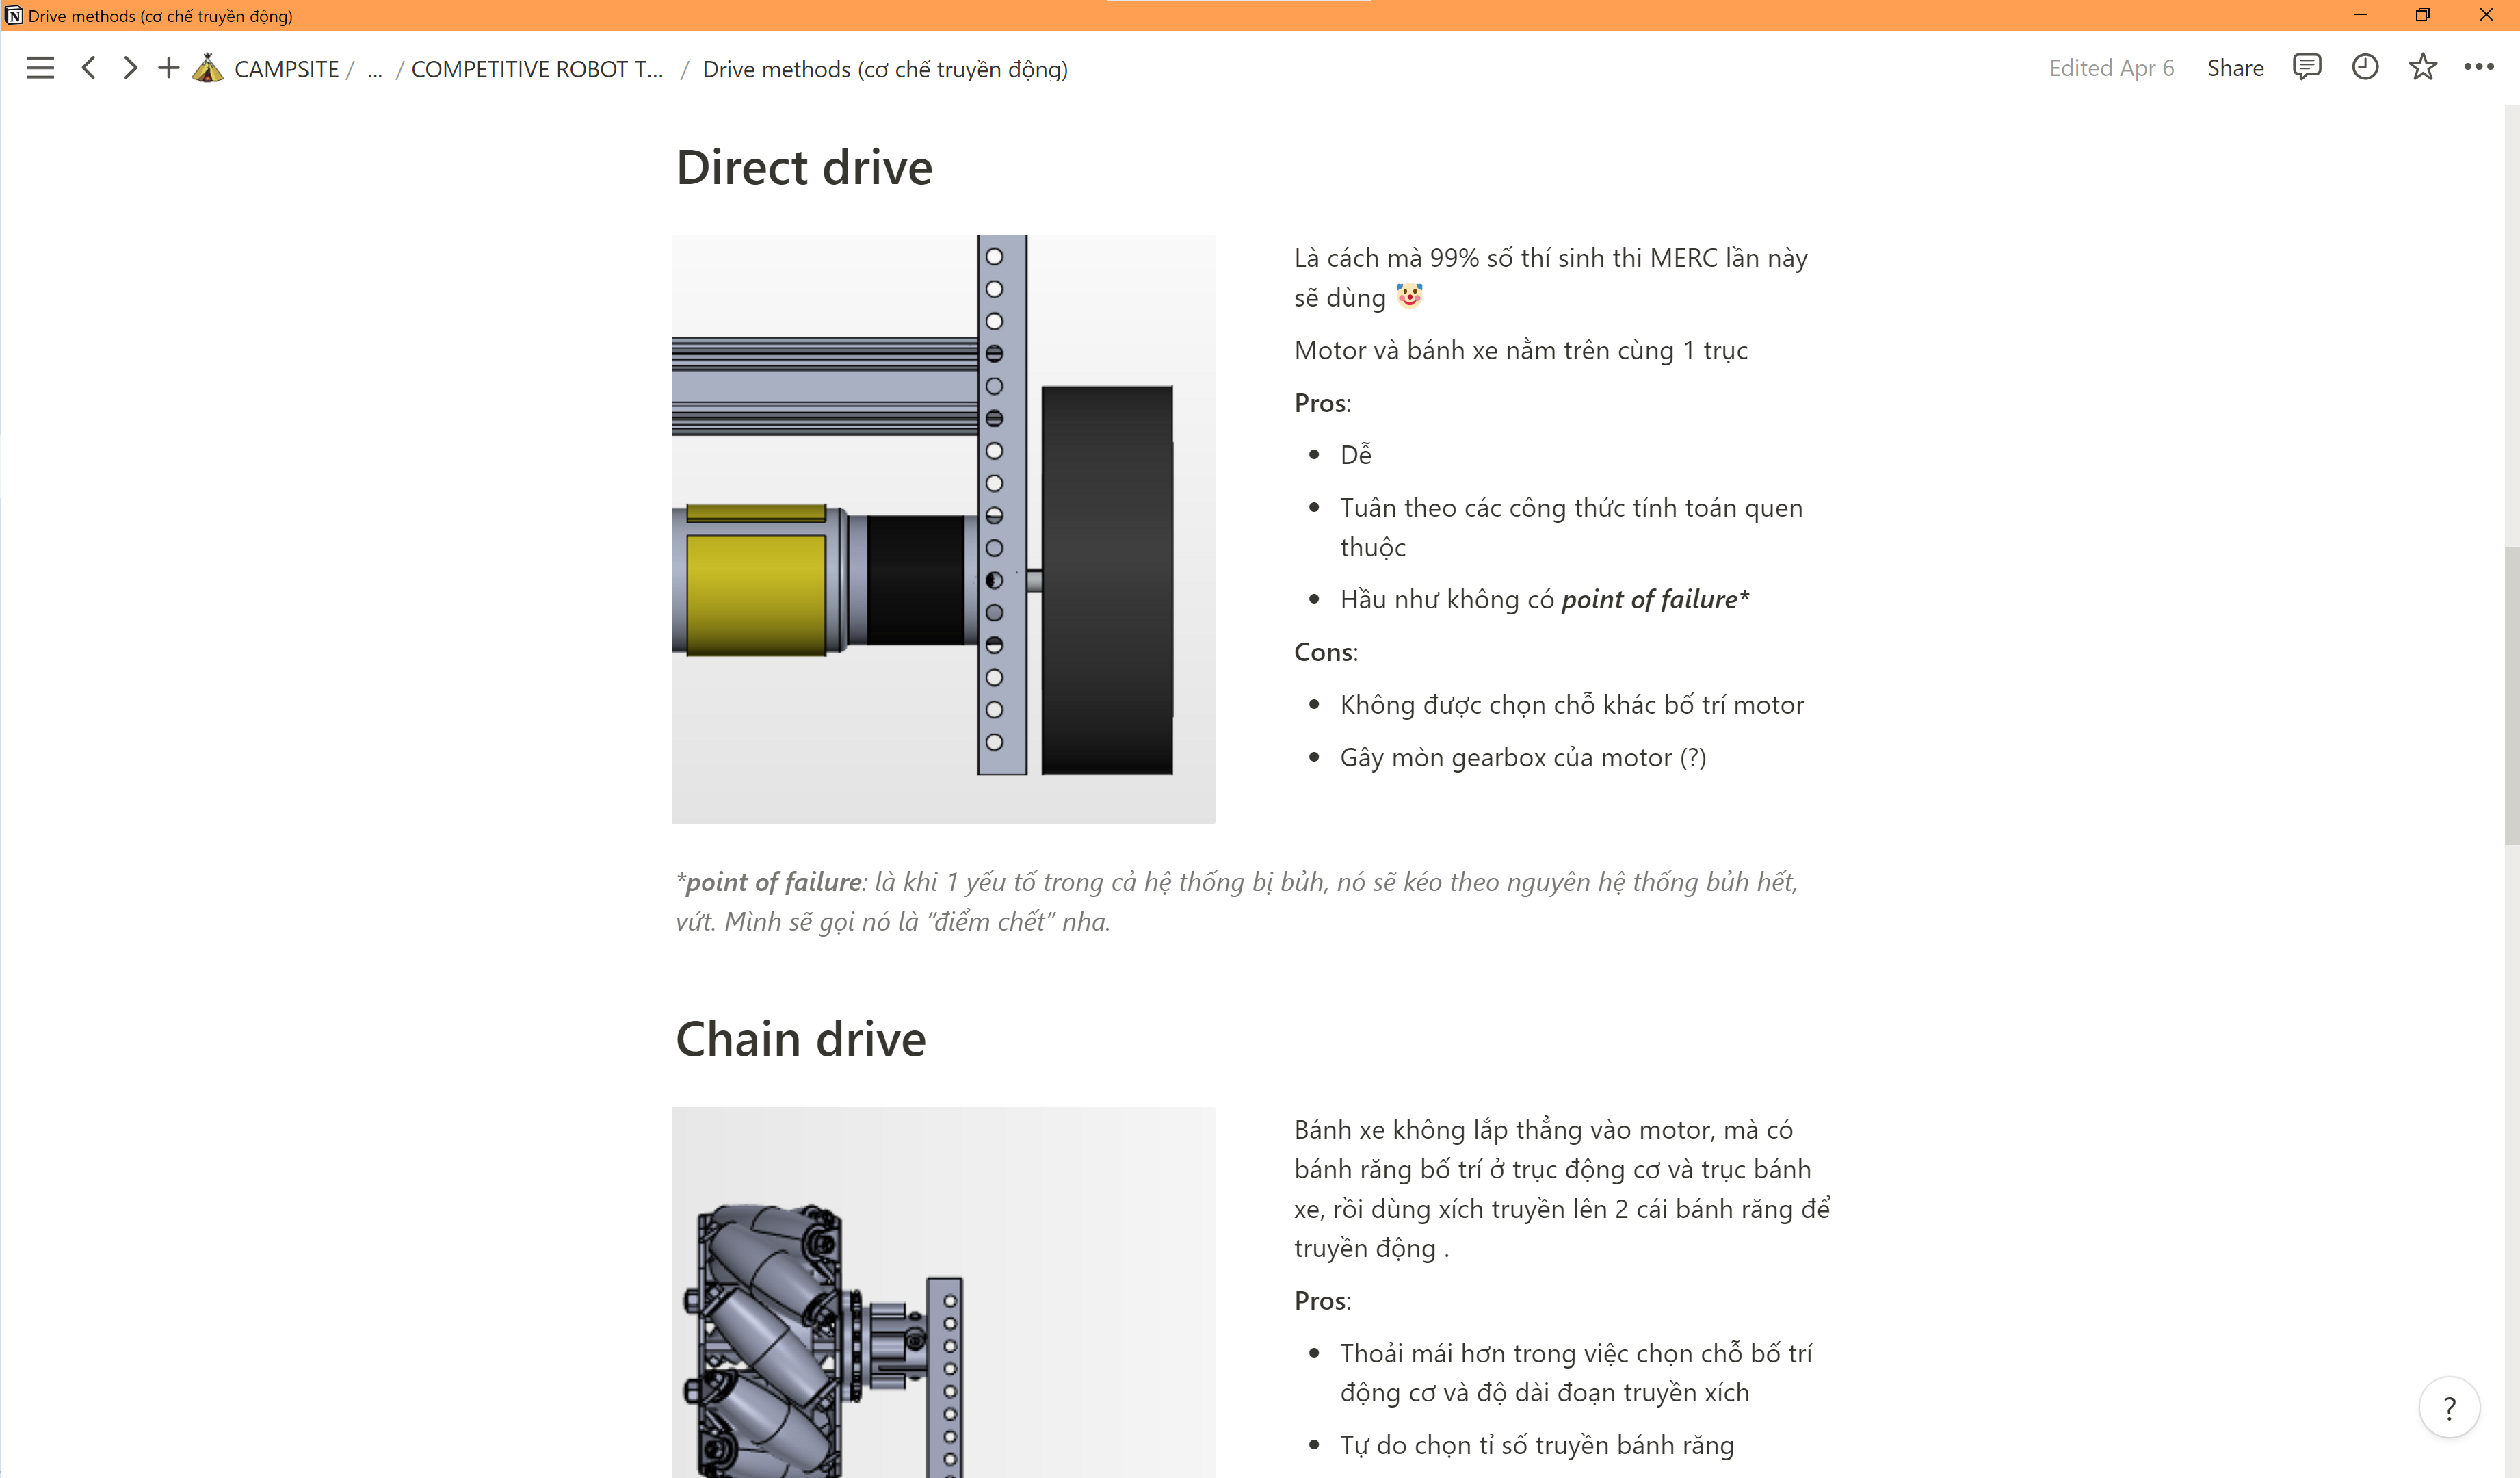 Drive methods (cơ chế truyền động)
CAMPSITE / ... / COMPETITIVE ROBOT T... / Drive methods (cơ chế truyền động)
Edited Apr 6 Share
Direct drive
Là cách mà 99% số thí sinh thi MERC lần này
sẽ dùng 🤡
Motor và bánh xe nằm trên cùng 1 trục
Pros:
• Dễ
• Tuân theo các công thức tính toán quen
thuộc
• Hầu như không có point of failure*
Cons:
• Không được chọn chỗ khác bố trí motor
• Gây mòn gearbox của motor (?)
*point of failure: là khi 1 yếu tố trong cả hệ thống bị bủh, nó sẽ kéo theo nguyên hệ thống bủh hết,
vứt. Mình sẽ gọi nó là “điểm chết” nha.
Chain drive
Bánh xe không lắp thẳng vào motor, mà có
bánh răng bố trí ở trục động cơ và trục bánh
xe, rồi dùng xích truyền lên 2 cái bánh răng để
truyền động .
Pros:
• Thoải mái hơn trong việc chọn chỗ bố trí
động cơ và độ dài đoạn truyền xích
• Tự do chọn tỉ số truyền bánh răng
?